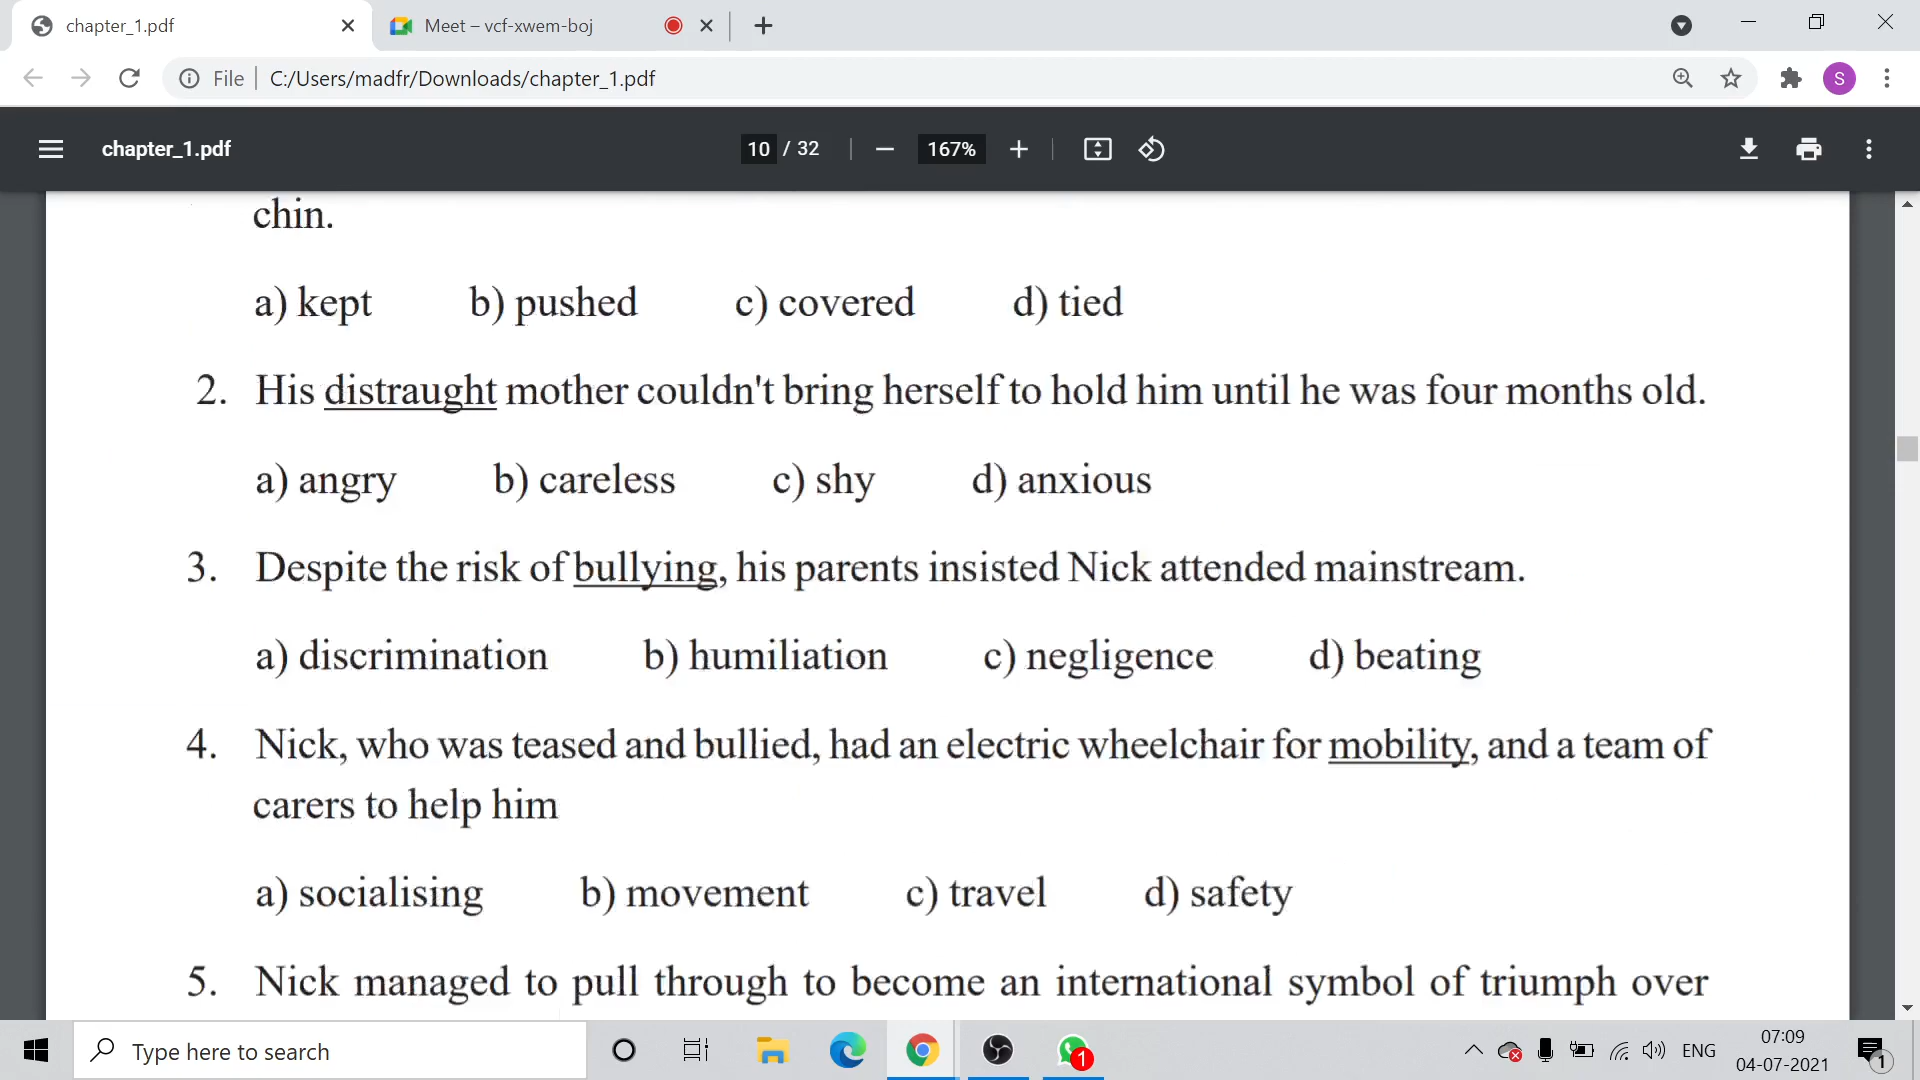 chapter_1.pdf
Meet – vcf-xwem-boj
File
C:/Users/madfr/Downloads/chapter_1.pdf
S
chapter_1.pdf
10 / 32
167%
chin.
a) kept b) pushed c) covered d) tied
2. His distraught mother couldn't bring herself to hold him until he was four months old.
a) angry b) careless c) shy d) anxious
3. Despite the risk of bullying, his parents insisted Nick attended mainstream.
a) discrimination b) humiliation c) negligence d) beating
4. Nick, who was teased and bullied, had an electric wheelchair for mobility, and a team of
carers to help him
a) socialising b) movement c) travel d) safety
5. Nick managed to pull through to become an international symbol of triumph over
Type here to search
1
ENG
07:09
04-07-2021
1